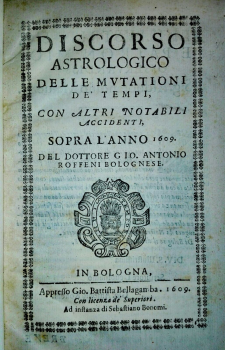 DISCORSO
ASTROLOGICO
DELLE MVTATIONI
DE' TEMPI,
CON ALTRI NOTABILI
ACCIDENTI,
SOPRA L'ANNO 1609.
DEL DOTTORE GIO. ANTONIO
ROFFENI BOLOGNESE.
IN BOLOGNA,
Appresso Gio. Battista Bellagamba. 1609.
Con licenza de' Superiori.
Ad instanza di Sebastiano Bonomi.